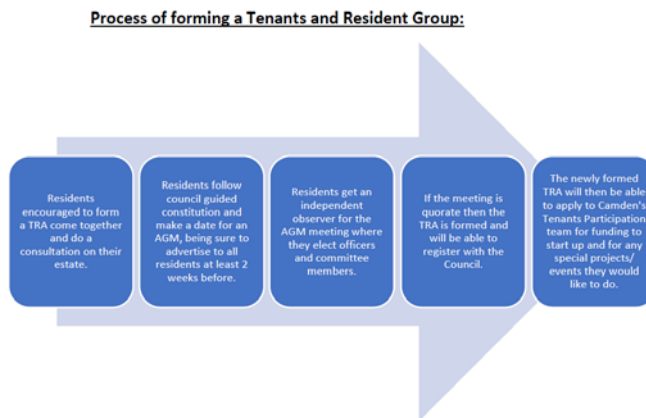 Process of forming a Tenants and Resident Group:
Residents
encouraged to form
a TRA come together
and do a
consultation on their
estate.
Residents follow
council guided
constitution and
make a date for an
AGM, being sure to
advertise to all
residents at least 2
weeks before.
Residents get an
independent
observer for the
AGM meeting where
they elect officers
and committee
members.
If the meeting is
quorate then the
TRA is formed and
will be able to
register with the
Council.
The newly formed
TRA will then be able
to apply to Camden's
Tenants Participation
team for funding to
start up and for any
special projects/
events they would
like to do.